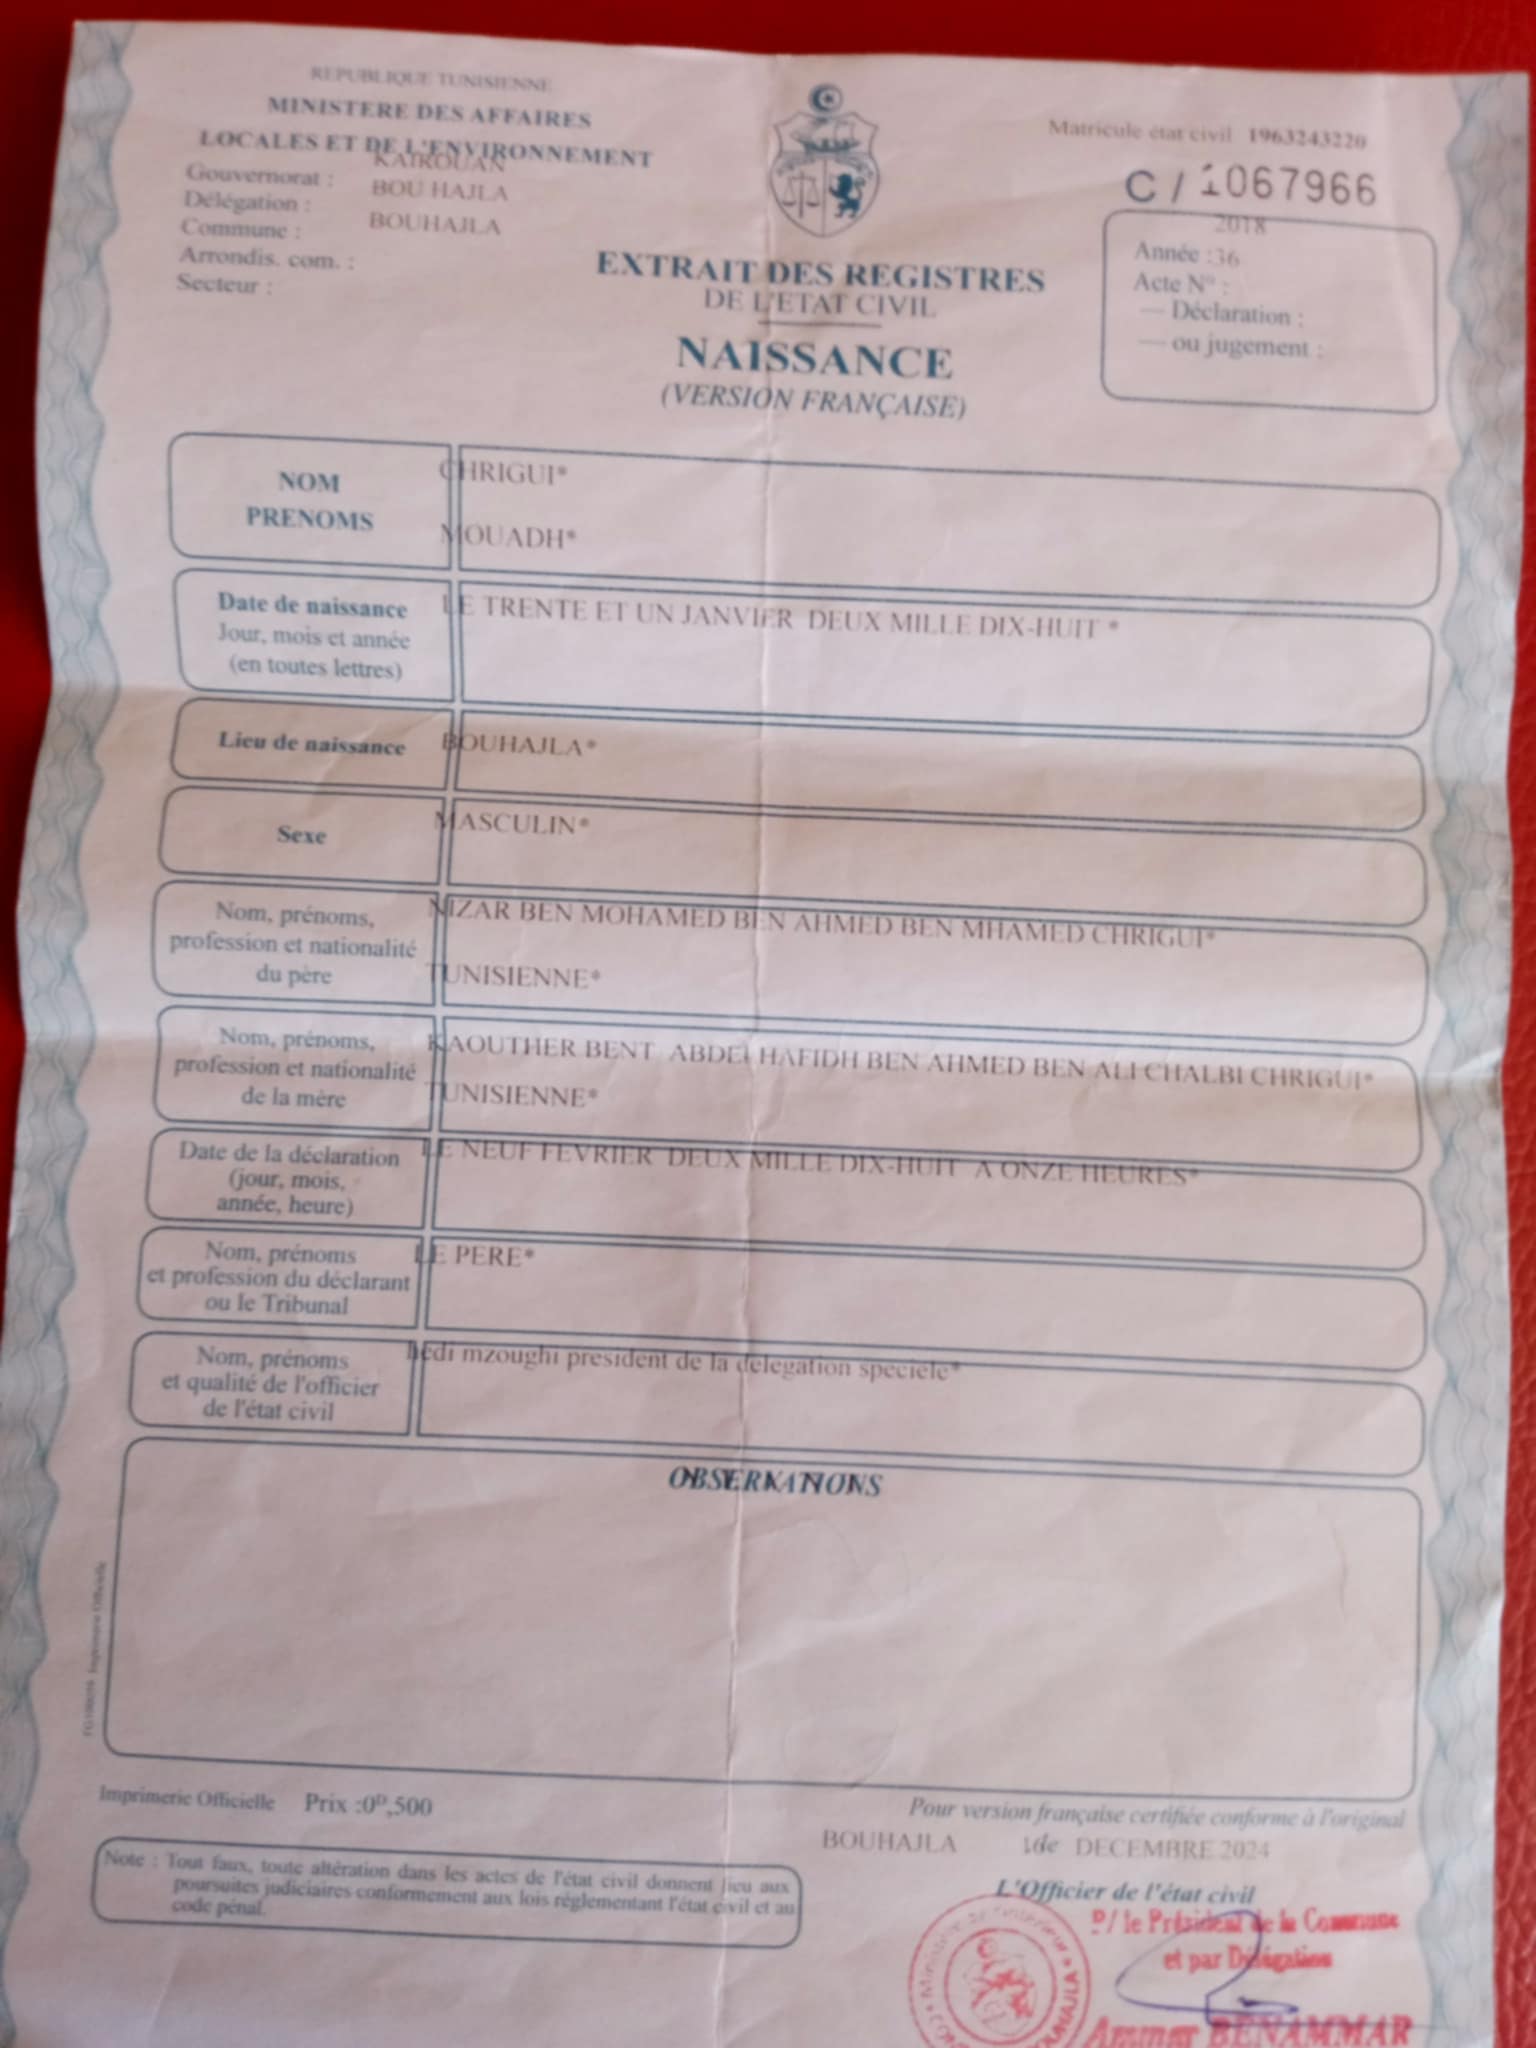 REPUBLIQUE TUNISIENNE
MINISTERE DES AFFAIRES
LOCALES ET DE L'ENVIRONNEMENT
Gouvernorat : KAIROUAN
Délégation : BOU HAJLA
Commune : BOUHAJLA
Arrondis. com. :
Secteur :
Matricule état civil 1963243220
C / 1067966
2018
Année :36
Acte N° :
— Déclaration :
— ou jugement :
EXTRAIT DES REGISTRES
DE L'ETAT CIVIL
NAISSANCE
(VERSION FRANÇAISE)
NOM
PRENOMS
CHRIGUI*
MOUADH*
Date de naissance
Jour, mois et année
(en toutes lettres)
LE TRENTE ET UN JANVIER DEUX MILLE DIX-HUIT *
Lieu de naissance
BOUHAJLA*
Sexe
MASCULIN*
Nom, prénoms,
profession et nationalité
du père
NIZAR BEN MOHAMED BEN AHMED BEN MHAMED CHRIGUI*
TUNISIENNE*
Nom, prénoms,
profession et nationalité
de la mère
KAOUTHER BENT ABDEl HAFIDH BEN AHMED BEN ALI CHALBI CHRIGUI*
TUNISIENNE*
Date de la déclaration
(jour, mois,
année, heure)
LE NEUF FEVRIER DEUX MILLE DIX-HUIT A ONZE HEURES*
Nom, prénoms
et profession du déclarant
ou le Tribunal
LE PERE*
Nom, prénoms
et qualité de l'officier
de l'état civil
hedi mzoughi president de la delegation speciele*
OBSERVATIONS
Imprimerie Officielle
Imprimerie Officielle Prix :0ᴰ,500
Note : Tout faux, toute altération dans les actes de l'état civil donnent lieu aux
poursuites judiciaires conformement aux lois réglementant l'état civil et au
code pénal.
Pour version française certifiée conforme à l'original
BOUHAJLA 1de DECEMBRE 2024
L'Officier de l'état civil
P/ le Président de la Commune
et par Délégation
Ammar BENAMMAR
Ministère de l'intérieur